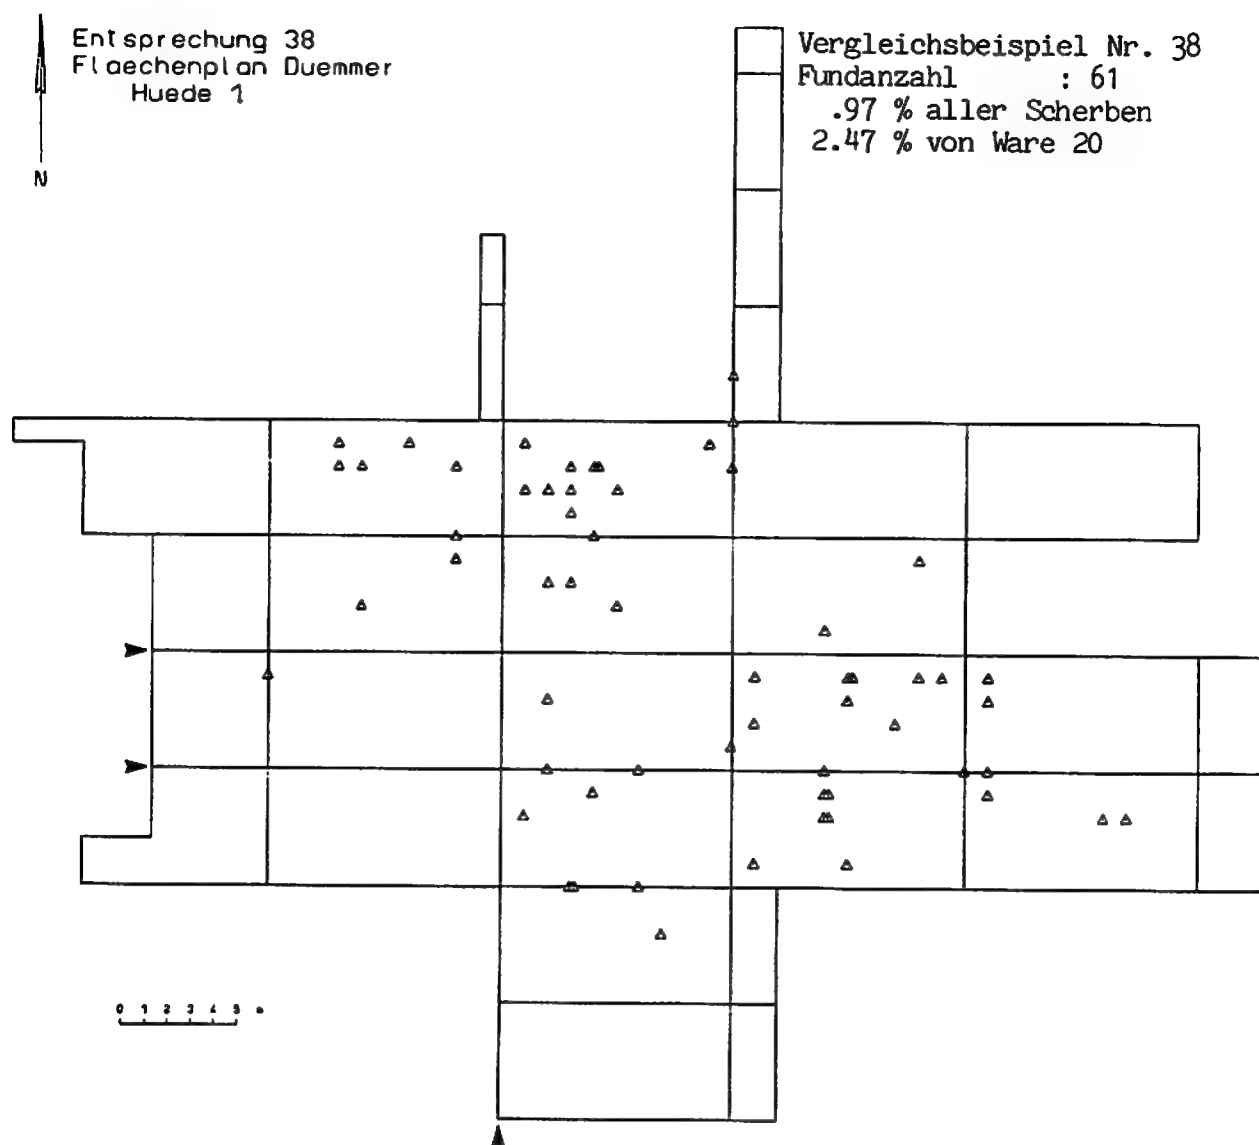 Entsprechung 38
Flaechenplan Duemmer
Huede 1
N
Vergleichsbeispiel Nr. 38
Fundanzahl : 61
.97 % aller Scherben
2.47 % von Ware 20
0 1 2 3 4 5 m